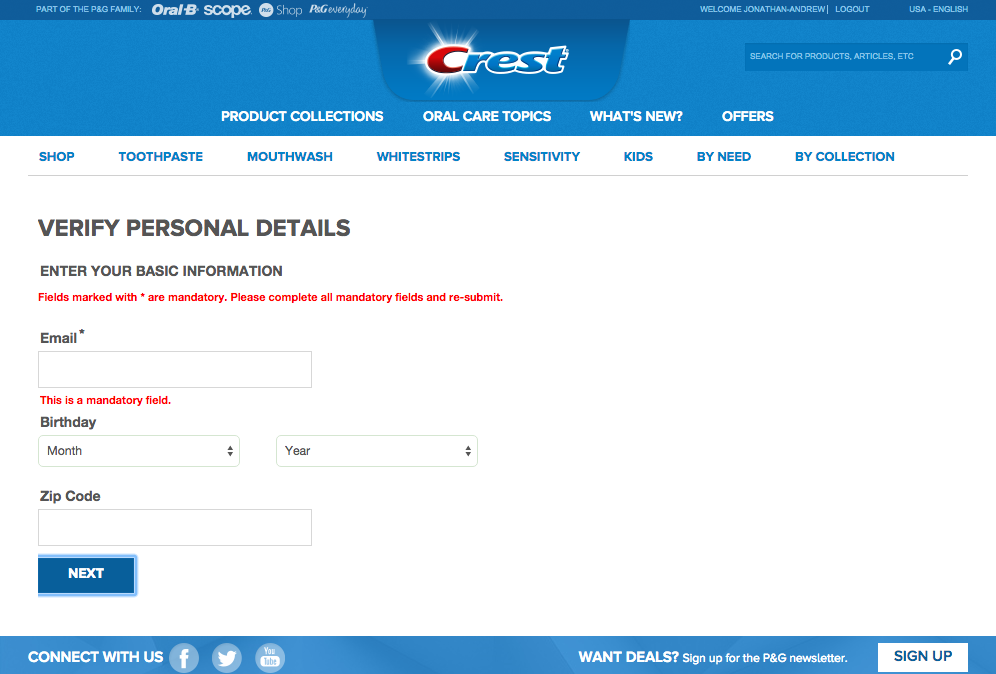 PART OF THE P&G FAMILY: Oral-B scope P&G Shop P&G everyday
WELCOME JONATHAN-ANDREW | LOGOUT USA - ENGLISH
Crest
SEARCH FOR PRODUCTS, ARTICLES, ETC
PRODUCT COLLECTIONS ORAL CARE TOPICS WHAT'S NEW? OFFERS
SHOP TOOTHPASTE MOUTHWASH WHITESTRIPS SENSITIVITY KIDS BY NEED BY COLLECTION
VERIFY PERSONAL DETAILS
ENTER YOUR BASIC INFORMATION
Fields marked with * are mandatory. Please complete all mandatory fields and re-submit.
Email *
This is a mandatory field.
Birthday
Month Year
Zip Code
NEXT
CONNECT WITH US f You Tube WANT DEALS? Sign up for the P&G newsletter. SIGN UP